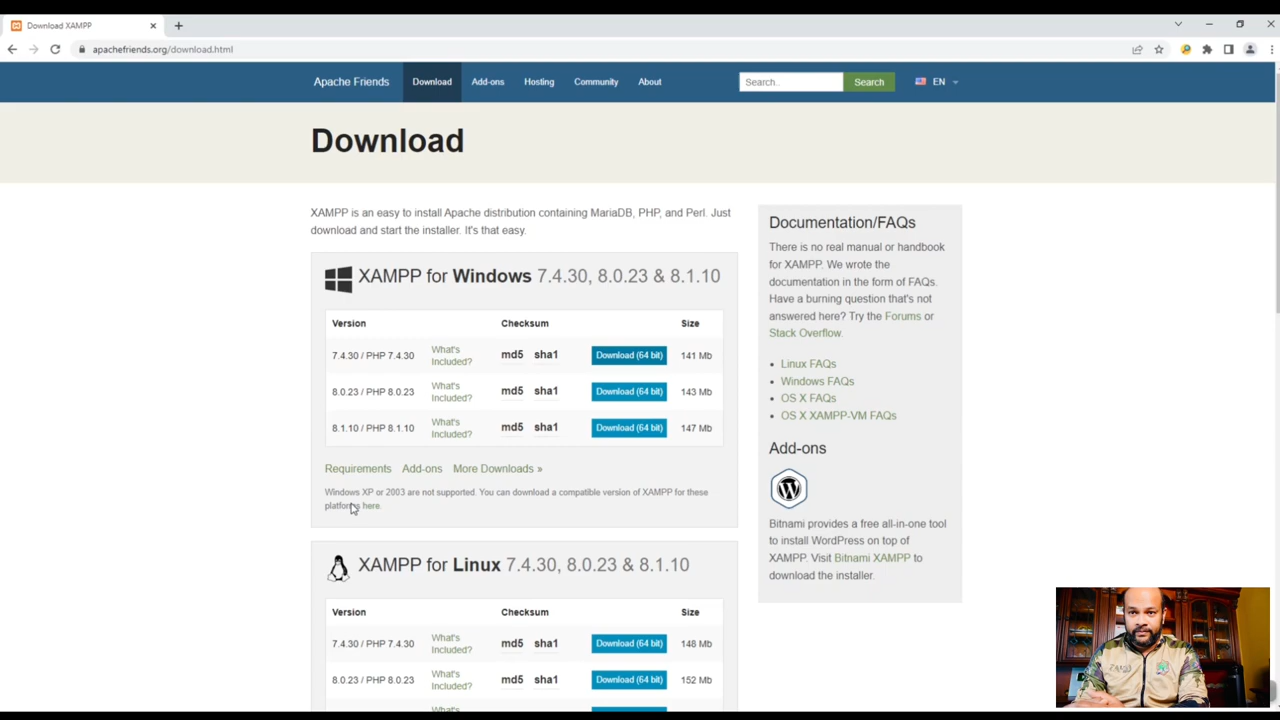 Download XAMPP
apachefriends.org/download.html
Apache Friends Download Add-ons Hosting Community About Search.. Search EN
Download
XAMPP is an easy to install Apache distribution containing MariaDB, PHP, and Perl. Just
download and start the installer. It's that easy.
XAMPP for Windows 7.4.30, 8.0.23 & 8.1.10
Version Checksum Size
7.4.30 / PHP 7.4.30 What's Included? md5 sha1 Download (64 bit) 141 Mb
8.0.23 / PHP 8.0.23 What's Included? md5 sha1 Download (64 bit) 143 Mb
8.1.10 / PHP 8.1.10 What's Included? md5 sha1 Download (64 bit) 147 Mb
Requirements Add-ons More Downloads »
Windows XP or 2003 are not supported. You can download a compatible version of XAMPP for these
platforms here.
XAMPP for Linux 7.4.30, 8.0.23 & 8.1.10
Version Checksum Size
7.4.30 / PHP 7.4.30 What's Included? md5 sha1 Download (64 bit) 148 Mb
8.0.23 / PHP 8.0.23 What's Included? md5 sha1 Download (64 bit) 152 Mb
What's
Documentation/FAQs
There is no real manual or handbook
for XAMPP. We wrote the
documentation in the form of FAQs.
Have a burning question that's not
answered here? Try the Forums or
Stack Overflow.
Linux FAQs
Windows FAQs
OS X FAQs
OS X XAMPP-VM FAQs
Add-ons
Bitnami provides a free all-in-one tool
to install WordPress on top of
XAMPP. Visit Bitnami XAMPP to
download the installer.